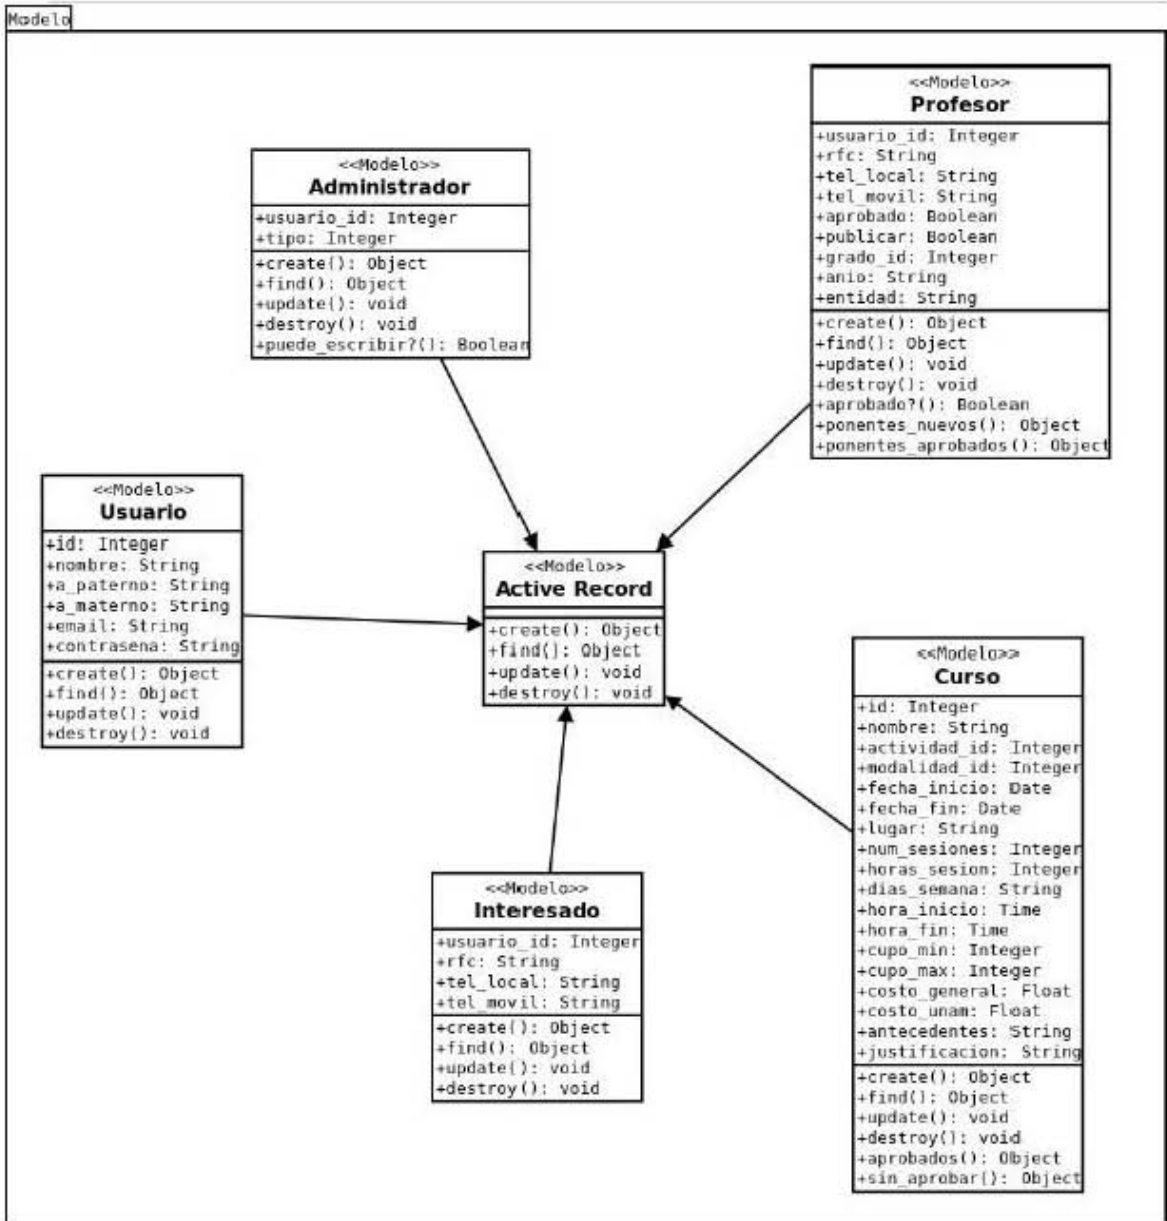 Modelo
<<Modelo>>
Profesor
+usuario_id: Integer
+rfc: String
+tel_local: String
+tel_movil: String
+aprobado: Boolean
+publicar: Boolean
+grado_id: Integer
+anio: String
+entidad: String
+create(): Object
+find(): Object
+update(): void
+destroy(): void
+aprobado?(): Boolean
+ponentes_nuevos(): Object
+ponentes_aprobados(): Object
<<Modelo>>
Administrador
+usuario_id: Integer
+tipo: Integer
+create(): Object
+find(): Object
+update(): void
+destroy(): void
+puede_escribir?(): Boolean
<<Modelo>>
Usuario
+id: Integer
+nombre: String
+a_paterno: String
+a_materno: String
+email: String
+contrasena: String
+create(): Object
+find(): Object
+update(): void
+destroy(): void
<<Modelo>>
Active Record
+create(): Object
+find(): Object
+update(): void
+destroy(): void
<<Modelo>>
Curso
+id: Integer
+nombre: String
+actividad_id: Integer
+modalidad_id: Integer
+fecha_inicio: Date
+fecha_fin: Date
+lugar: String
+num_sesiones: Integer
+horas_sesion: Integer
+dias_semana: String
+hora_inicio: Time
+hora_fin: Time
+cupo_min: Integer
+cupo_max: Integer
+costo_general: Float
+costo_unam: Float
+antecedentes: String
+justificacion: String
+create(): Object
+find(): Object
+update(): void
+destroy(): void
+aprobados(): Object
+sin_aprobar(): Object
<<Modelo>>
Interesado
+usuario_id: Integer
+rfc: String
+tel_local: String
+tel_movil: String
+create(): Object
+find(): Object
+update(): void
+destroy(): void